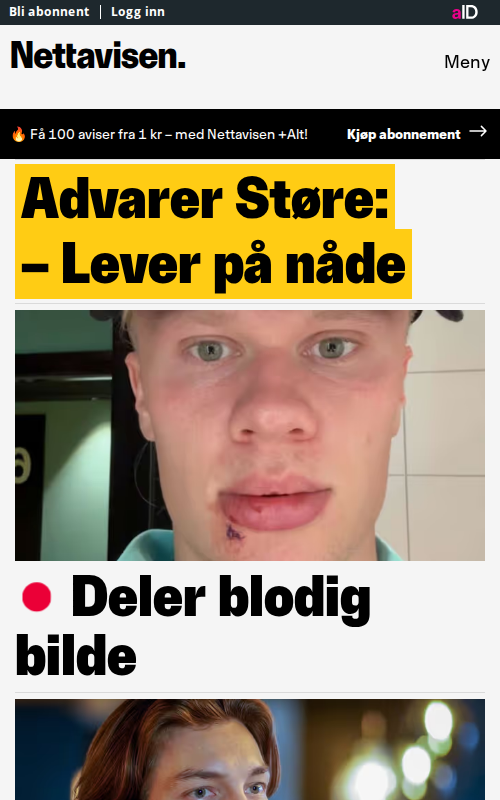 Bli abonnent | Logg inn
aID
Nettavisen.
Meny
🔥 Få 100 aviser fra 1 kr – med Nettavisen +Alt!
Kjøp abonnement →
Advarer Støre:
– Lever på nåde
9
Deler blodig
bilde